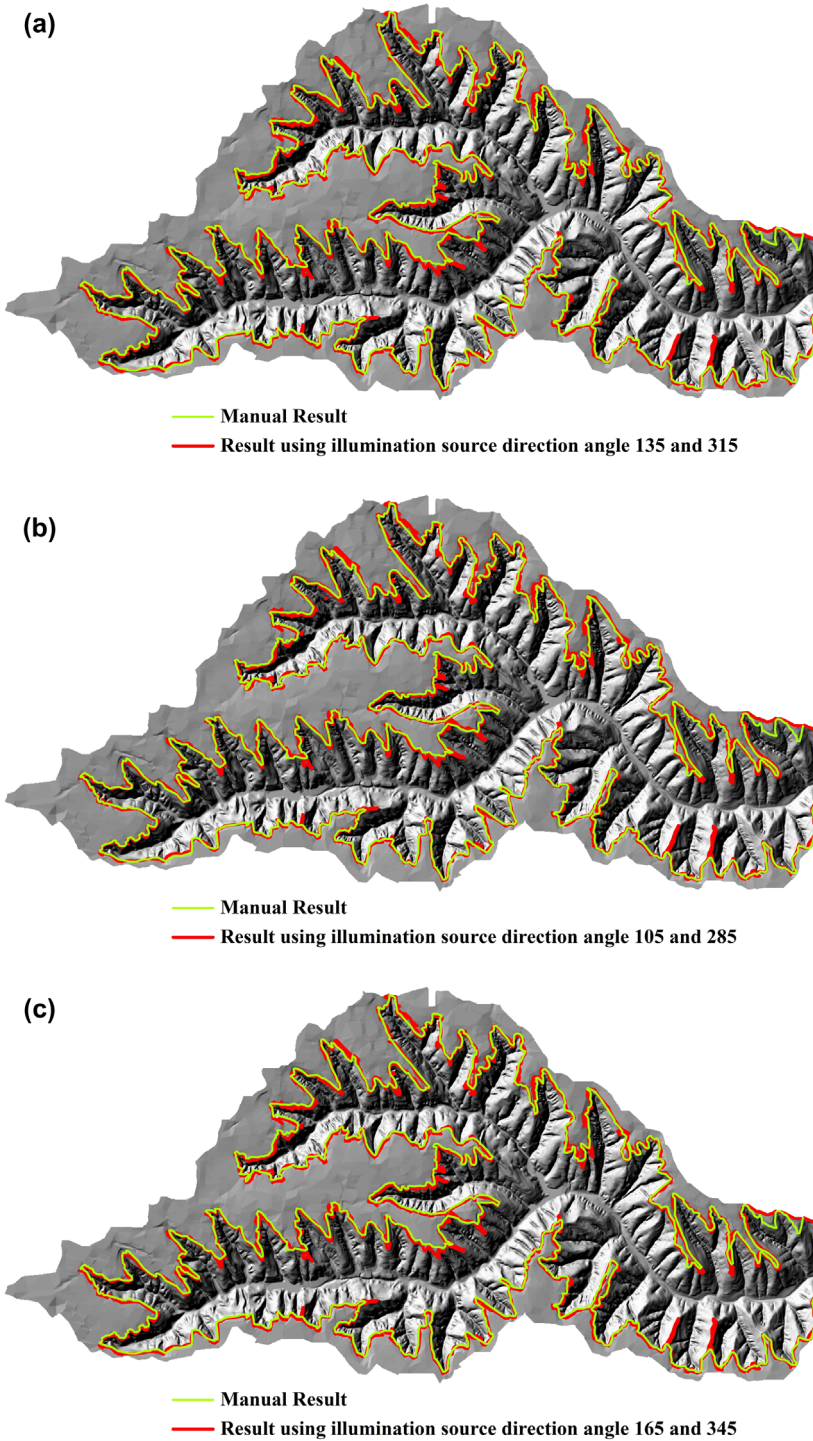 (a)
Manual Result
Result using illumination source direction angle 135 and 315
(b)
Manual Result
Result using illumination source direction angle 105 and 285
(c)
Manual Result
Result using illumination source direction angle 165 and 345